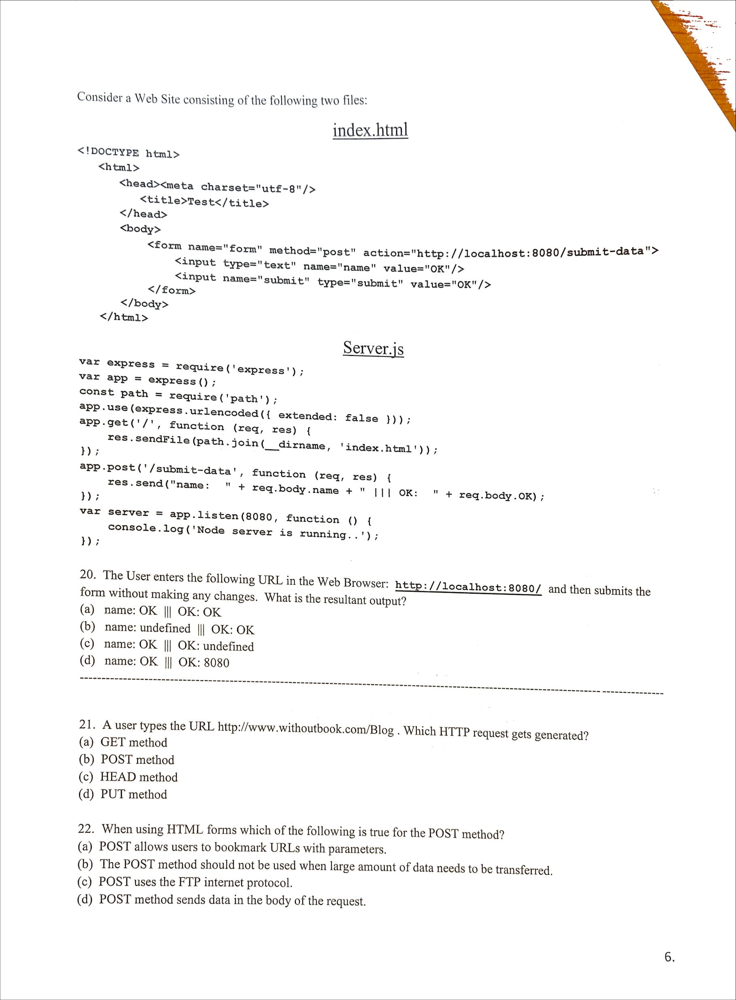 Consider a Web Site consisting of the following two files:
index.html
<!DOCTYPE html>
<html>
<head><meta charset="utf-8"/>
<title>Test</title>
</head>
<body>
<form name="form" method="post" action="http://localhost:8080/submit-data">
<input type="text" name="name" value="OK"/>
<input name="submit" type="submit" value="OK"/>
</form>
</body>
</html>
Server.js
var express = require('express');
var app = express();
const path = require('path');
app.use(express.urlencoded({ extended: false }));
app.get('/', function (req, res) {
res.sendFile(path.join(__dirname, 'index.html'));
});
app.post('/submit-data', function (req, res) {
res.send("name:  " + req.body.name + " ||| OK:  " + req.body.OK);
});
var server = app.listen(8080, function () {
console.log('Node server is running..');
});
20. The User enters the following URL in the Web Browser: http://localhost:8080/ and then submits the
form without making any changes. What is the resultant output?
(a) name: OK ||| OK: OK
(b) name: undefined ||| OK: OK
(c) name: OK ||| OK: undefined
(d) name: OK ||| OK: 8080
--------------------------------------------------------------------------------
21. A user types the URL http://www.withoutbook.com/Blog . Which HTTP request gets generated?
(a) GET method
(b) POST method
(c) HEAD method
(d) PUT method
22. When using HTML forms which of the following is true for the POST method?
(a) POST allows users to bookmark URLs with parameters.
(b) The POST method should not be used when large amount of data needs to be transferred.
(c) POST uses the FTP internet protocol.
(d) POST method sends data in the body of the request.
6.